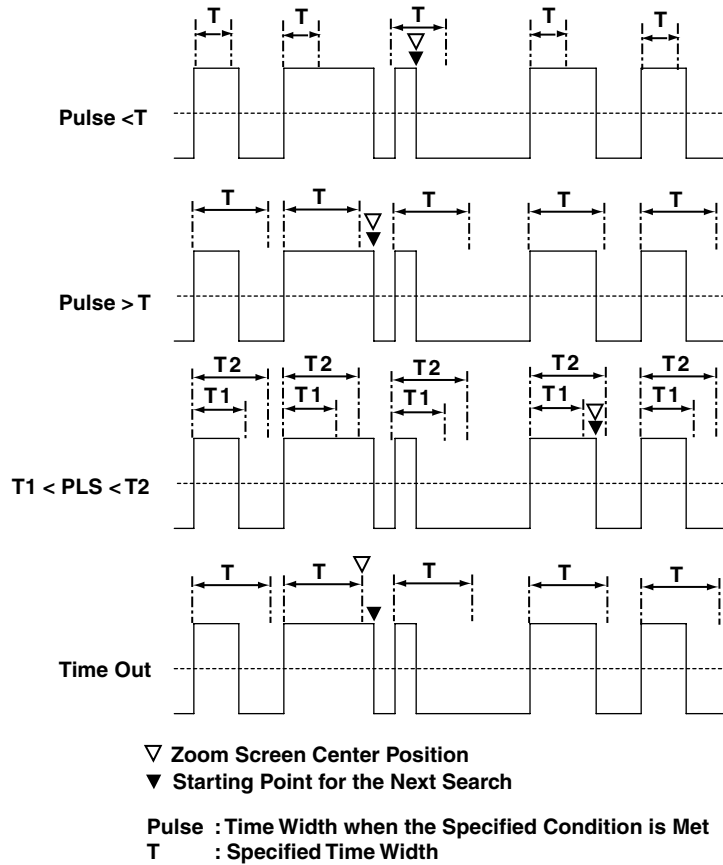 T T T T T
Pulse <T
T T T T T
Pulse > T
T2 T2 T2 T2 T2
T1 T1 T1 T1 T1
T1 < PLS < T2
T T T T T
Time Out
▽ Zoom Screen Center Position
▼ Starting Point for the Next Search
Pulse : Time Width when the Specified Condition is Met
T : Specified Time Width